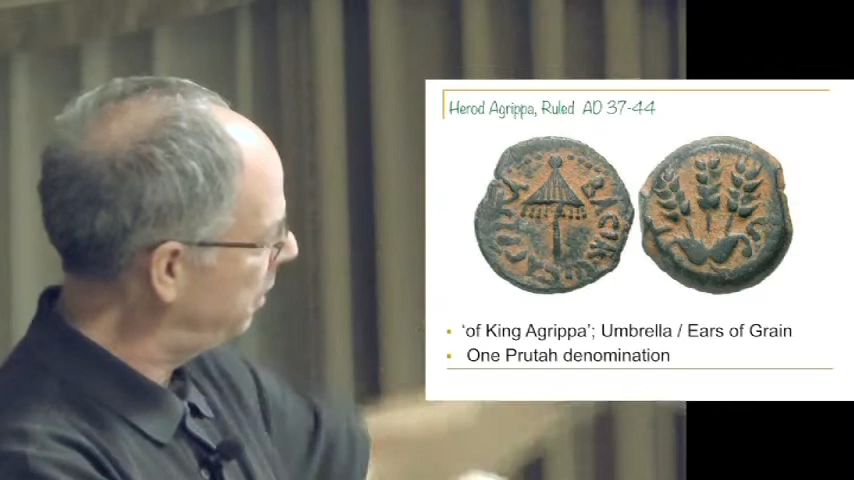 Herod Agrippa, Ruled AD 37-44
'of King Agrippa'; Umbrella / Ears of Grain
One Prutah denomination